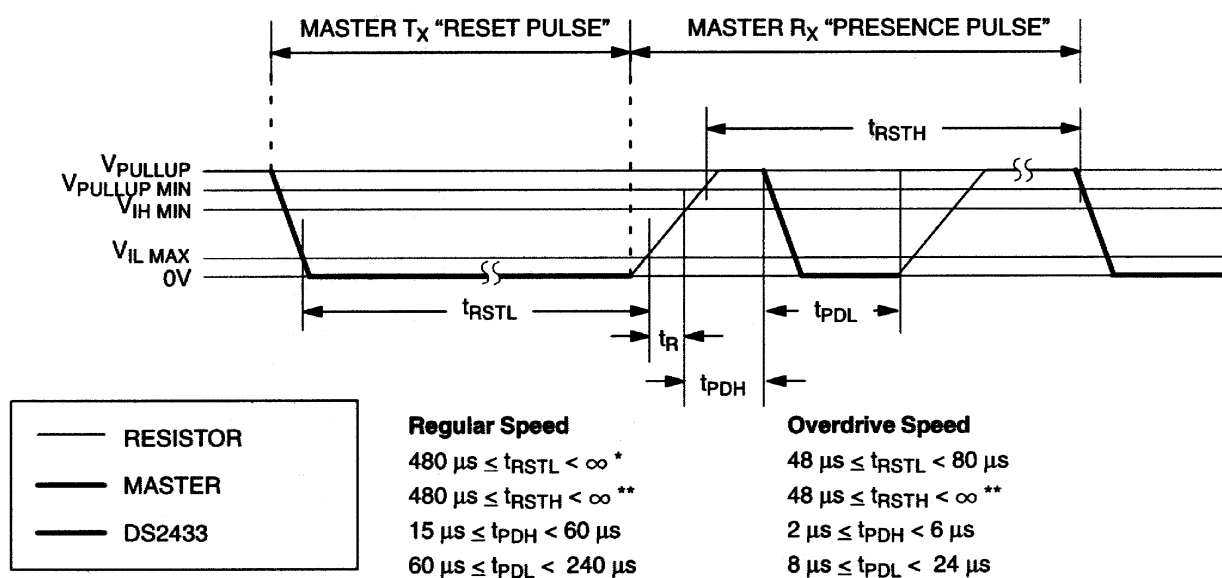 MASTER TX “RESET PULSE” MASTER RX “PRESENCE PULSE”
tRSTH
VPULLUP
VPULLUP MIN
VIH MIN
VIL MAX
0V
tRSTL
tPDL
tR
tPDH
RESISTOR
MASTER
DS2433
Regular Speed
480 µs ≤ tRSTL < ∞ *
480 µs ≤ tRSTH < ∞ **
15 µs ≤ tPDH < 60 µs
60 µs ≤ tPDL < 240 µs
Overdrive Speed
48 µs ≤ tRSTL < 80 µs
48 µs ≤ tRSTH < ∞ **
2 µs ≤ tPDH < 6 µs
8 µs ≤ tPDL < 24 µs